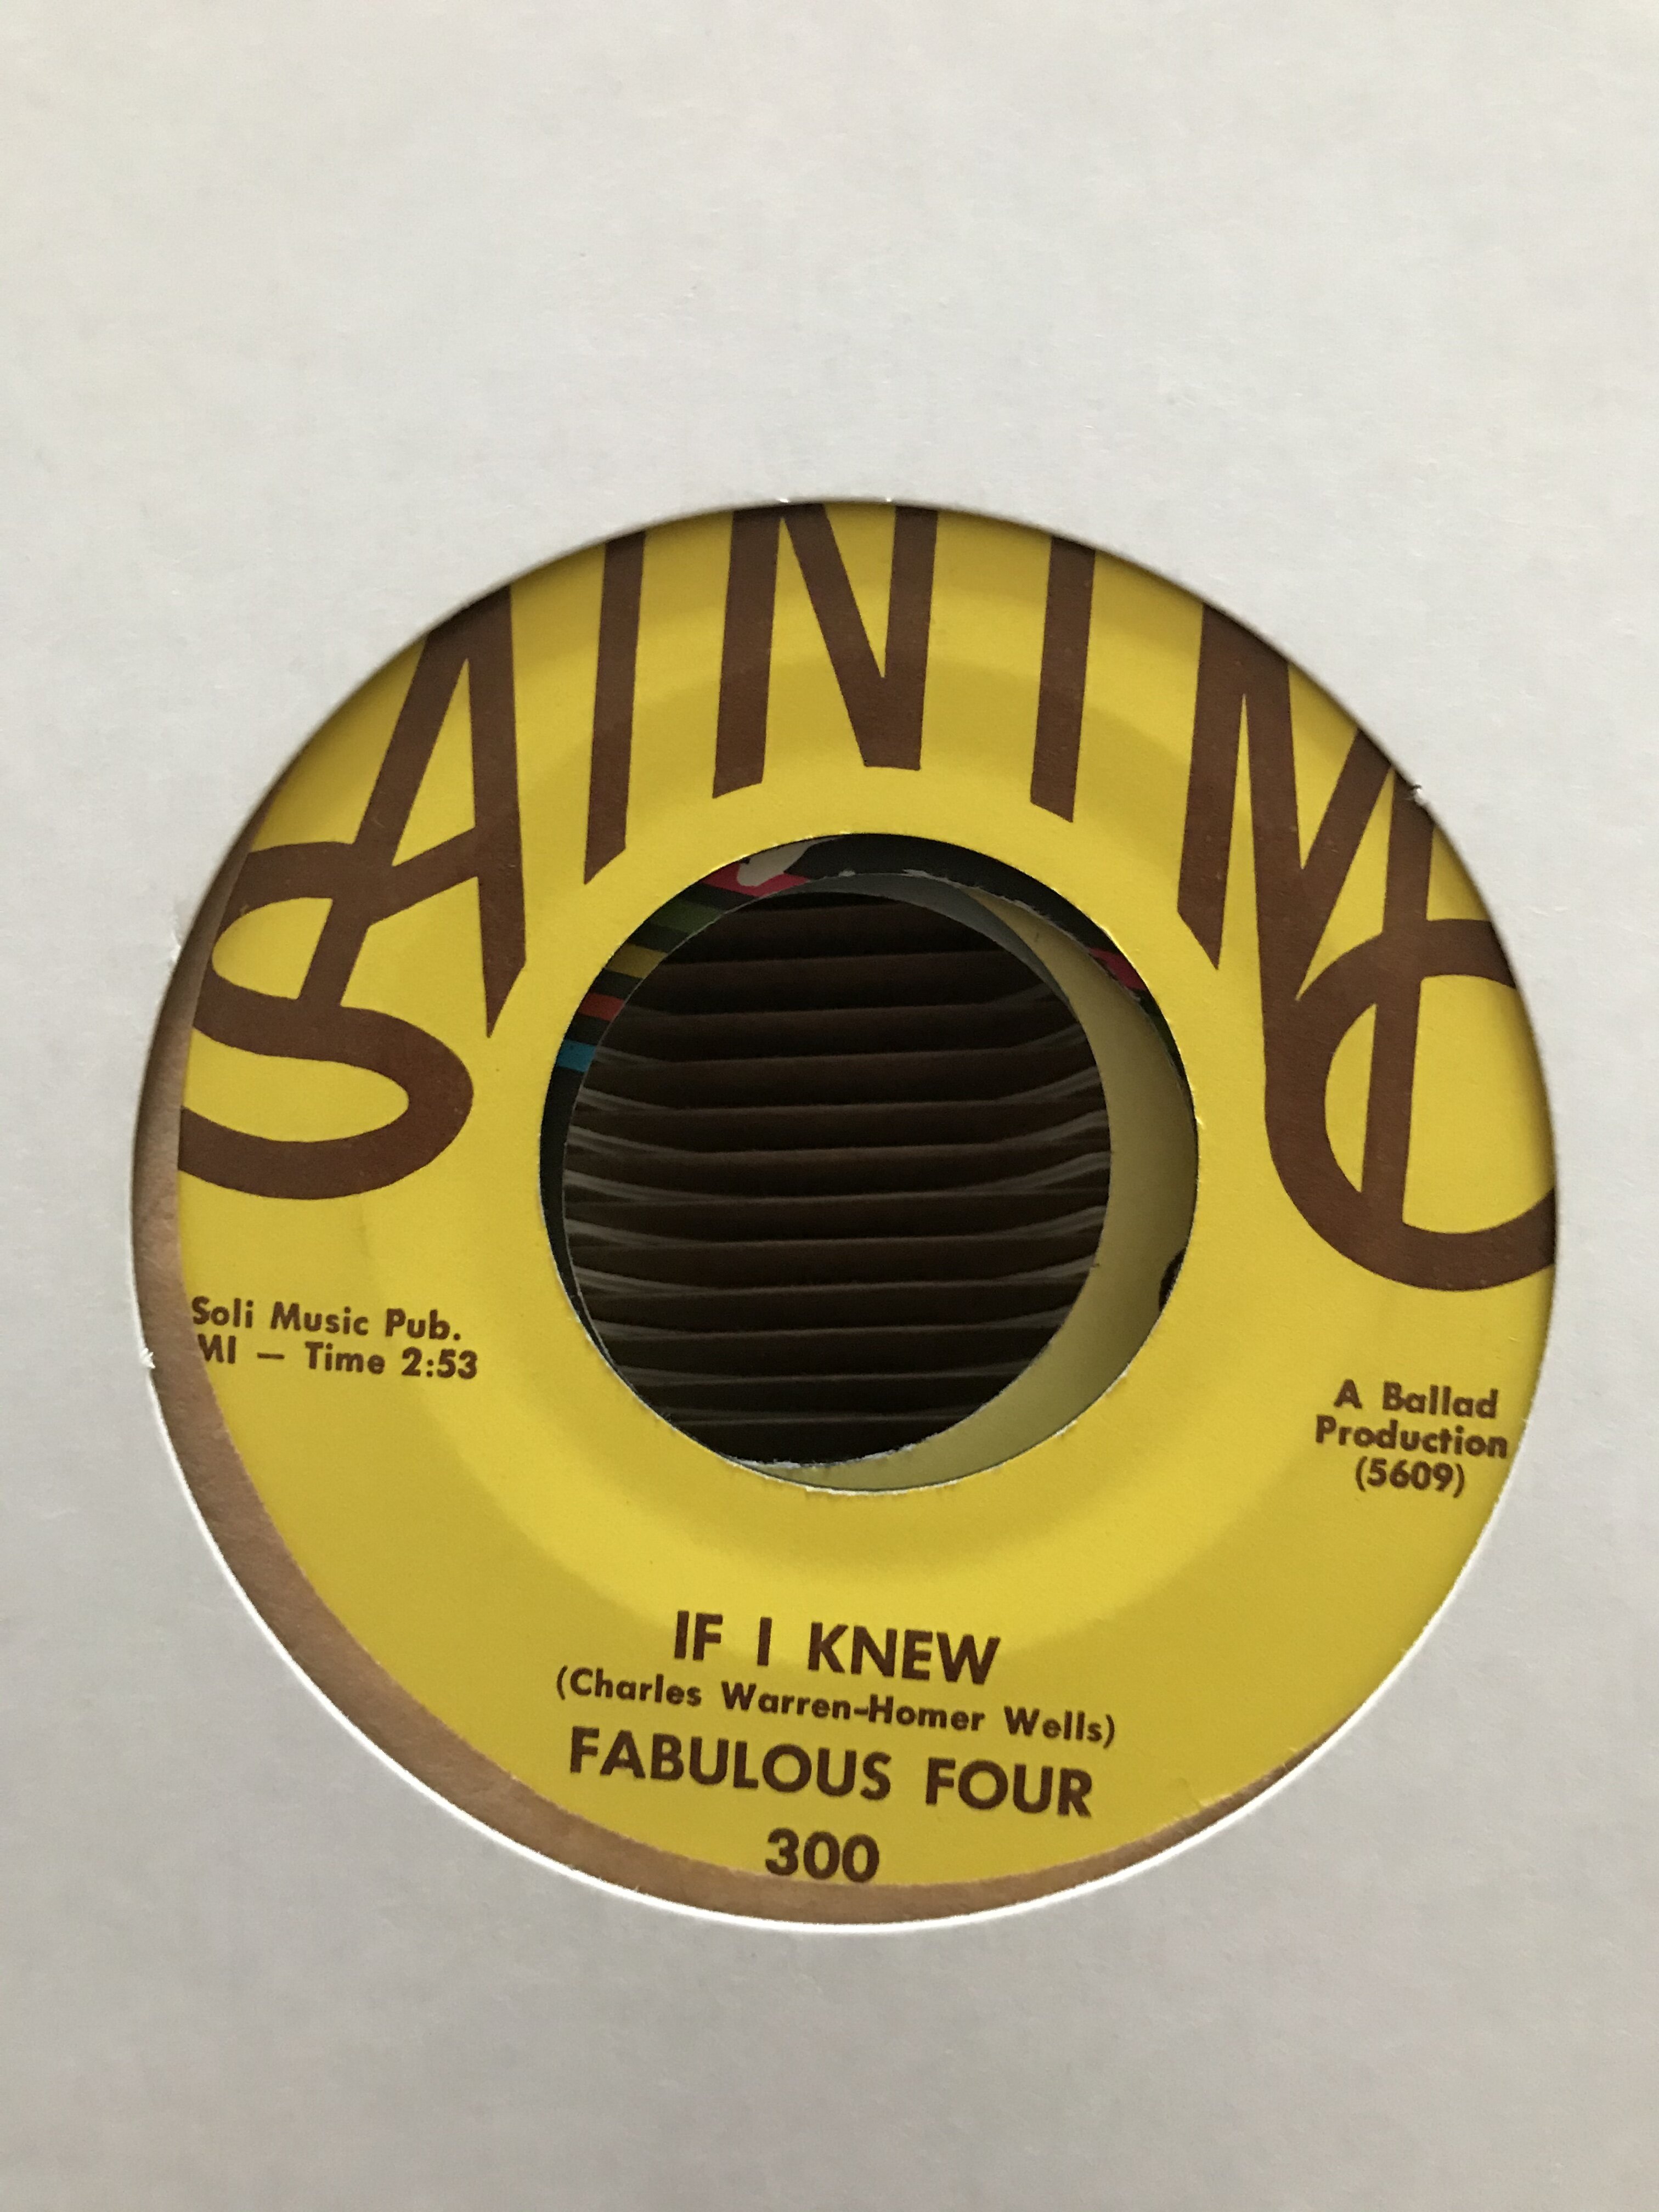 SAINTMO
Soli Music Pub.
MI — Time 2:53
A Ballad
Production
(5609)
IF I KNEW
(Charles Warren-Homer Wells)
FABULOUS FOUR
300